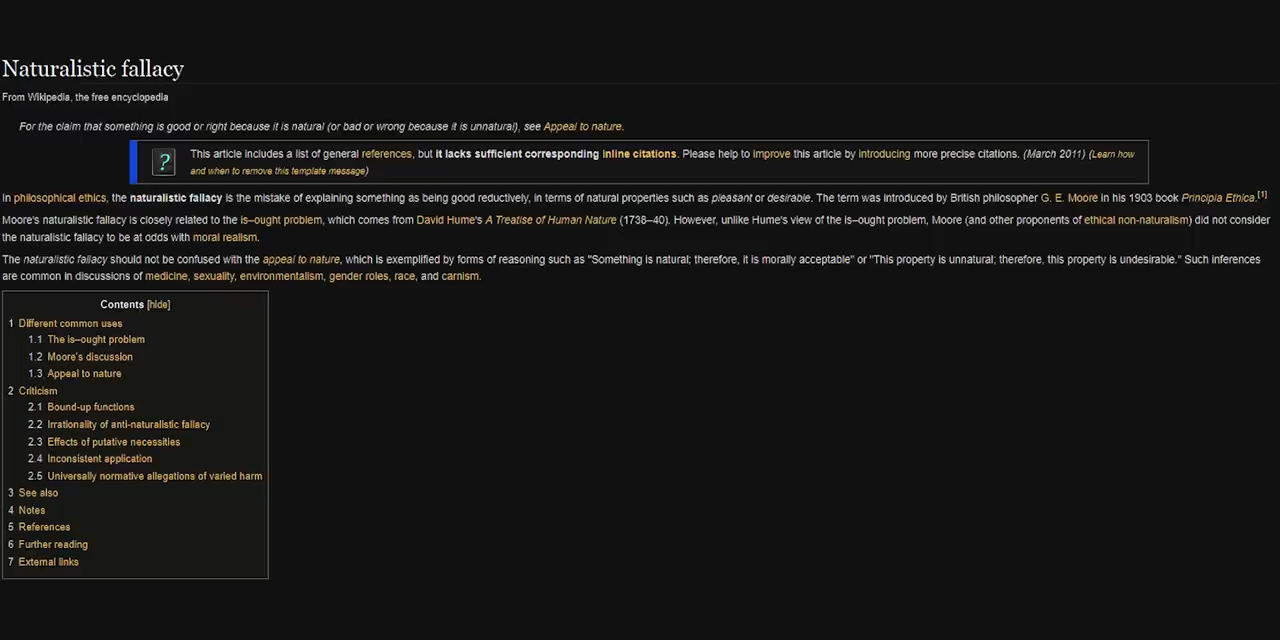 Naturalistic fallacy
From Wikipedia, the free encyclopedia
For the claim that something is good or right because it is natural (or bad or wrong because it is unnatural), see Appeal to nature.
This article includes a list of general references, but it lacks sufficient corresponding inline citations. Please help to improve this article by introducing more precise citations. (March 2011) (Learn how
and when to remove this template message)
In philosophical ethics, the naturalistic fallacy is the mistake of explaining something as being good reductively, in terms of natural properties such as pleasant or desirable. The term was introduced by British philosopher G. E. Moore in his 1903 book Principia Ethica.[1]
Moore's naturalistic fallacy is closely related to the is–ought problem, which comes from David Hume's A Treatise of Human Nature (1738–40). However, unlike Hume's view of the is–ought problem, Moore (and other proponents of ethical non-naturalism) did not consider
the naturalistic fallacy to be at odds with moral realism.
The naturalistic fallacy should not be confused with the appeal to nature, which is exemplified by forms of reasoning such as "Something is natural; therefore, it is morally acceptable" or "This property is unnatural; therefore, this property is undesirable." Such inferences
are common in discussions of medicine, sexuality, environmentalism, gender roles, race, and carnism.
Contents [hide]
1 Different common uses
1.1 The is–ought problem
1.2 Moore's discussion
1.3 Appeal to nature
2 Criticism
2.1 Bound-up functions
2.2 Irrationality of anti-naturalistic fallacy
2.3 Effects of putative necessities
2.4 Inconsistent application
2.5 Universally normative allegations of varied harm
3 See also
4 Notes
5 References
6 Further reading
7 External links